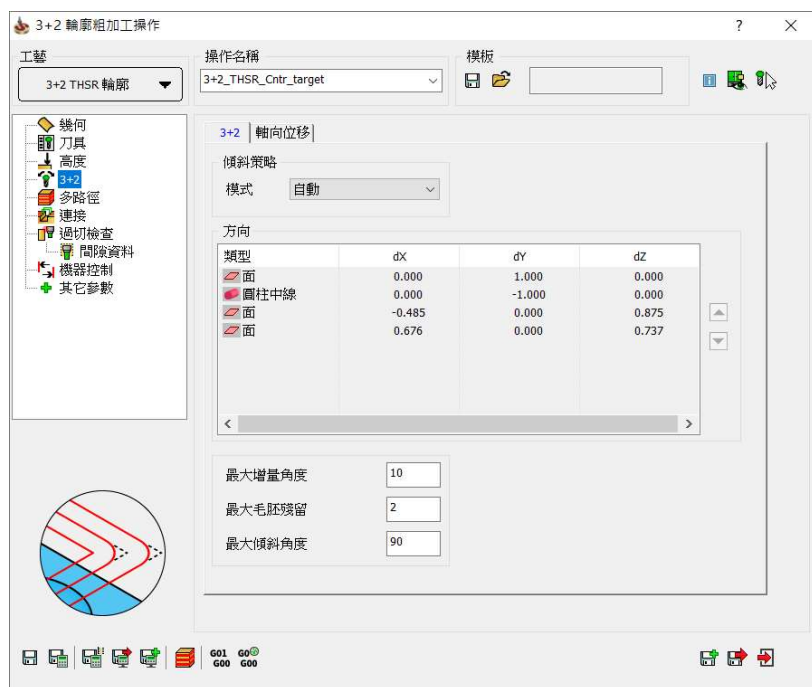 3+2 輪廓粗加工操作
?
工藝
3+2 THSR 輪廓
操作名稱
3+2_THSR_Cntr_target
模板
幾何
刀具
高度
3+2
多路徑
連接
過切檢查
間隙資料
機器控制
其它參數
3+2 軸向位移
傾斜策略
模式 自動
方向
類型 dX dY dZ
面 0.000 1.000 0.000
圓柱中線 0.000 -1.000 0.000
面 -0.485 0.000 0.875
面 0.676 0.000 0.737
最大增量角度 10
最大毛胚殘留 2
最大傾斜角度 90
G01 G0
G00 G00